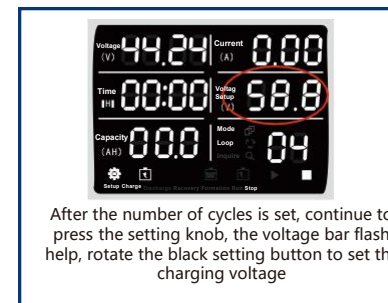 Voltage (V) 44.24 Current (A) 0.00
Time (H) 00:00 Voltag Setup (V) 58.8
Capacity (AH) 00.0 Mode
Loop 04
Inquire
Setup Charge Discharge Recovery Formation Run Stop
After the number of cycles is set, continue to
press the setting knob, the voltage bar flash
help, rotate the black setting button to set th
charging voltage